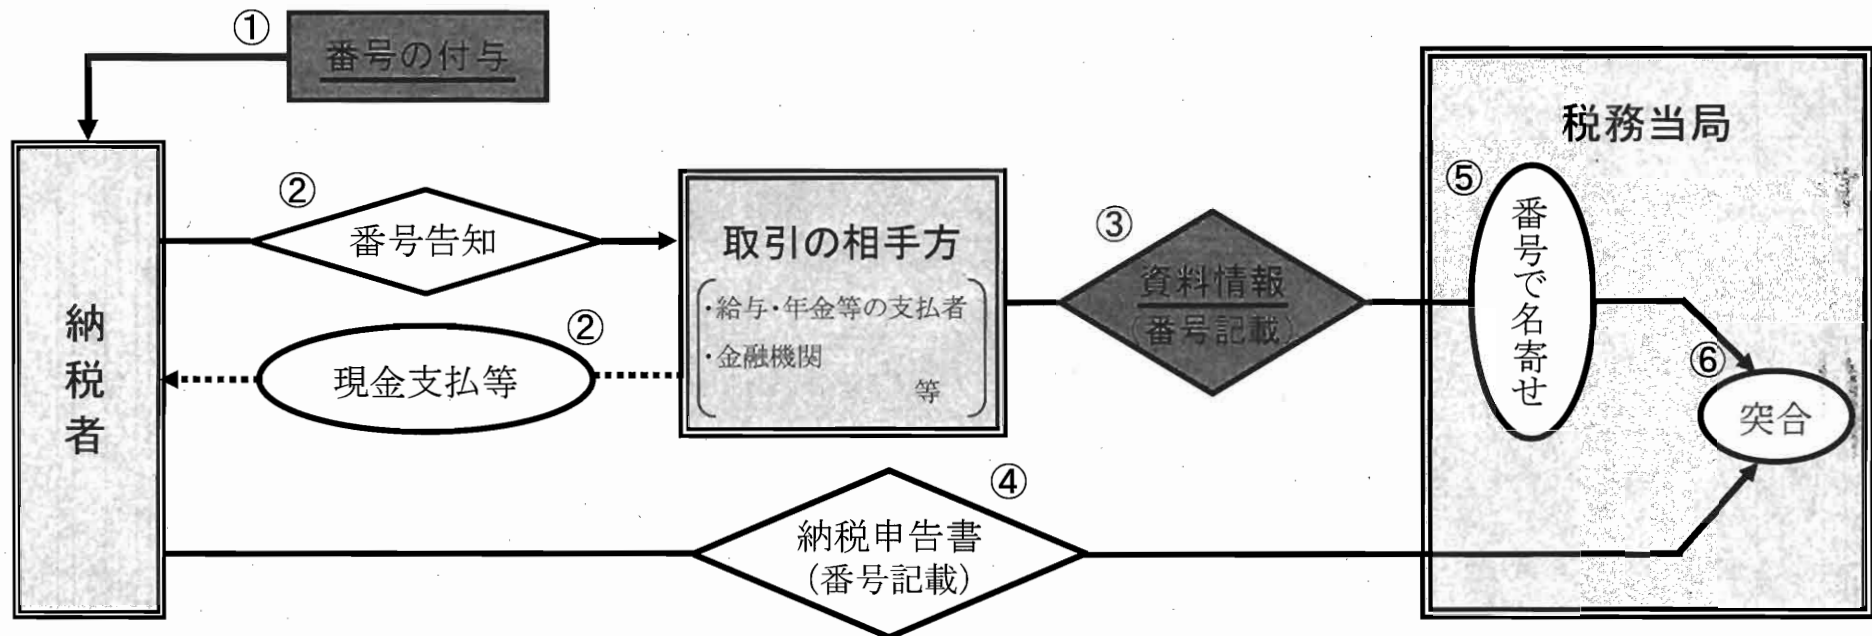 ①
番号の付与
税務当局
②
番号告知
取引の相手方
・給与・年金等の支払者
・金融機関
等
③
資料情報
(番号記載)
⑤
番号で名寄せ
納税者
②
現金支払等
⑥
突合
④
納税申告書
(番号記載)